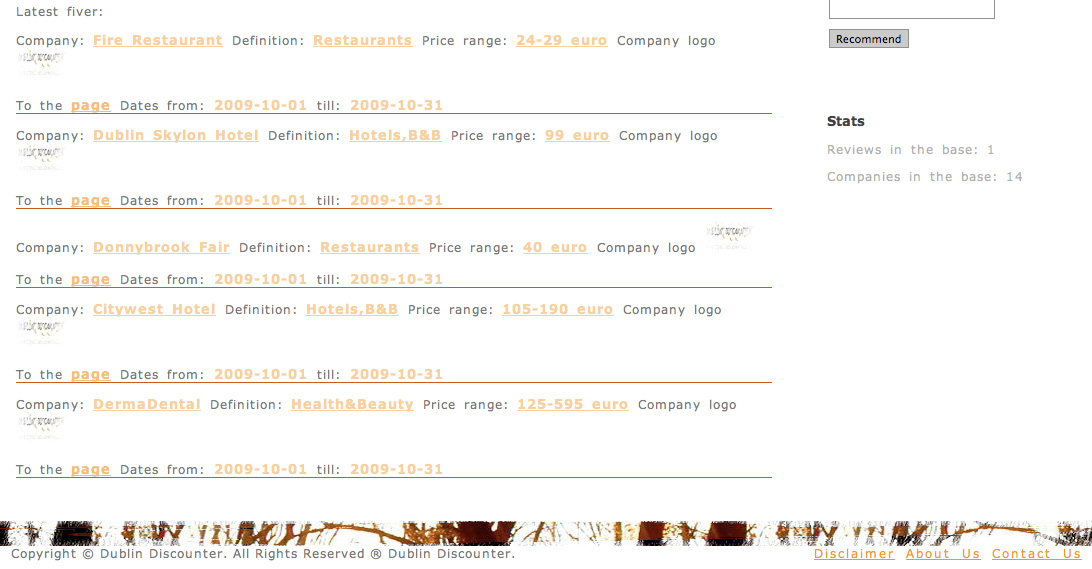 Latest fiver:
Company: Fire Restaurant Definition: Restaurants Price range: 24-29 euro Company logo
To the page Dates from: 2009-10-01 till: 2009-10-31
Company: Dublin Skylon Hotel Definition: Hotels,B&B Price range: 99 euro Company logo
To the page Dates from: 2009-10-01 till: 2009-10-31
Company: Donnybrook Fair Definition: Restaurants Price range: 40 euro Company logo
To the page Dates from: 2009-10-01 till: 2009-10-31
Company: Citywest Hotel Definition: Hotels,B&B Price range: 105-190 euro Company logo
To the page Dates from: 2009-10-01 till: 2009-10-31
Company: DermaDental Definition: Health&Beauty Price range: 125-595 euro Company logo
To the page Dates from: 2009-10-01 till: 2009-10-31
Recommend
Stats
Reviews in the base: 1
Companies in the base: 14
Copyright © Dublin Discounter. All Rights Reserved ® Dublin Discounter.
Disclaimer About Us Contact Us